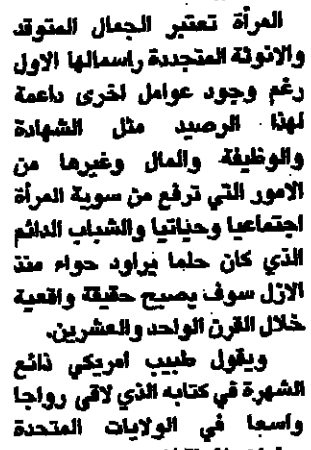 المرأة تعتبر الجمال المتوقد
والانوثة المتجددة راسمالها الاول
رغم وجود عوامل اخرى داعمة
لهذا الرصيد مثل الشهادة
والوظيفة والمال وغيرها من
الامور التي ترفع من سوية المرأة
اجتماعيا وحياتيا والشباب الدائم
الذي كان حلما يراود حواء منذ
الازل سوف يصبح حقيقة واقعية
خلال القرن الواحد والعشرين.
ويقول طبيب امريكي ذائع
الشهرة في كتابه الذي لاقى رواجا
واسعا في الولايات المتحدة